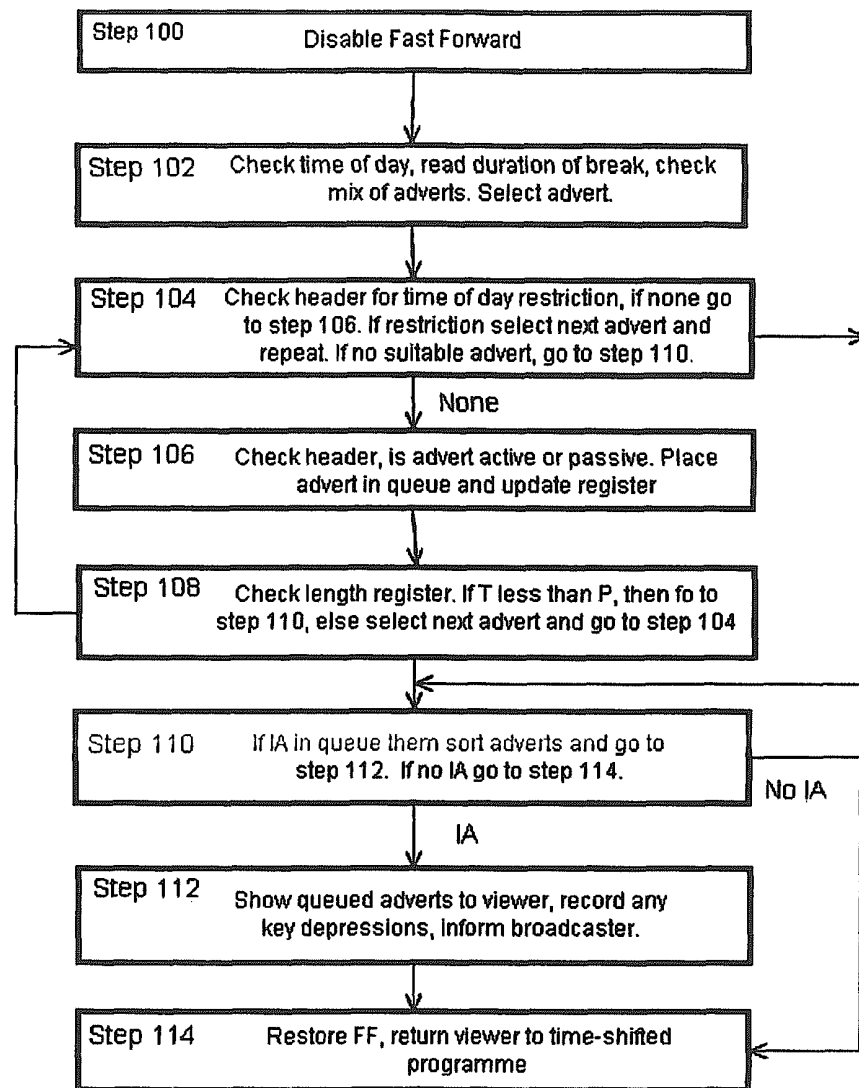 Step 100
Disable Fast Forward
Step 102
Check time of day, read duration of break, check
mix of adverts. Select advert.
Step 104
Check header for time of day restriction, if none go
to step 106. If restriction select next advert and
repeat. If no suitable advert, go to step 110.
None
Step 106
Check header, is advert active or passive. Place
advert in queue and update register
Step 108
Check length register. If T less than P, then fo to
step 110, else select next advert and go to step 104
Step 110
If IA in queue them sort adverts and go to
step 112. If no IA go to step 114.
No IA
IA
Step 112
Show queued adverts to viewer, record any
key depressions, inform broadcaster.
Step 114
Restore FF, return viewer to time-shifted
programme